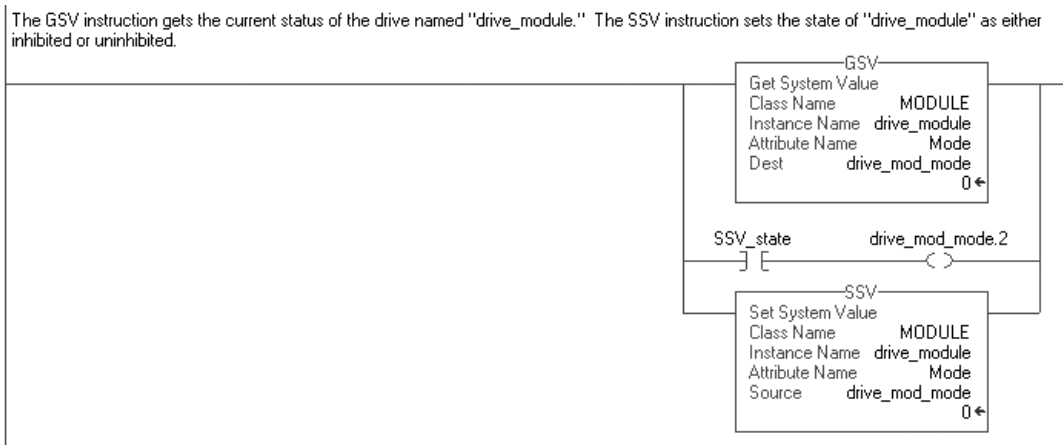 The GSV instruction gets the current status of the drive named "drive_module." The SSV instruction sets the state of "drive_module" as either
inhibited or uninhibited.
GSV
Get System Value
Class Name MODULE
Instance Name drive_module
Attribute Name Mode
Dest drive_mod_mode
0
SSV_state drive_mod_mode.2
SSV
Set System Value
Class Name MODULE
Instance Name drive_module
Attribute Name Mode
Source drive_mod_mode
0